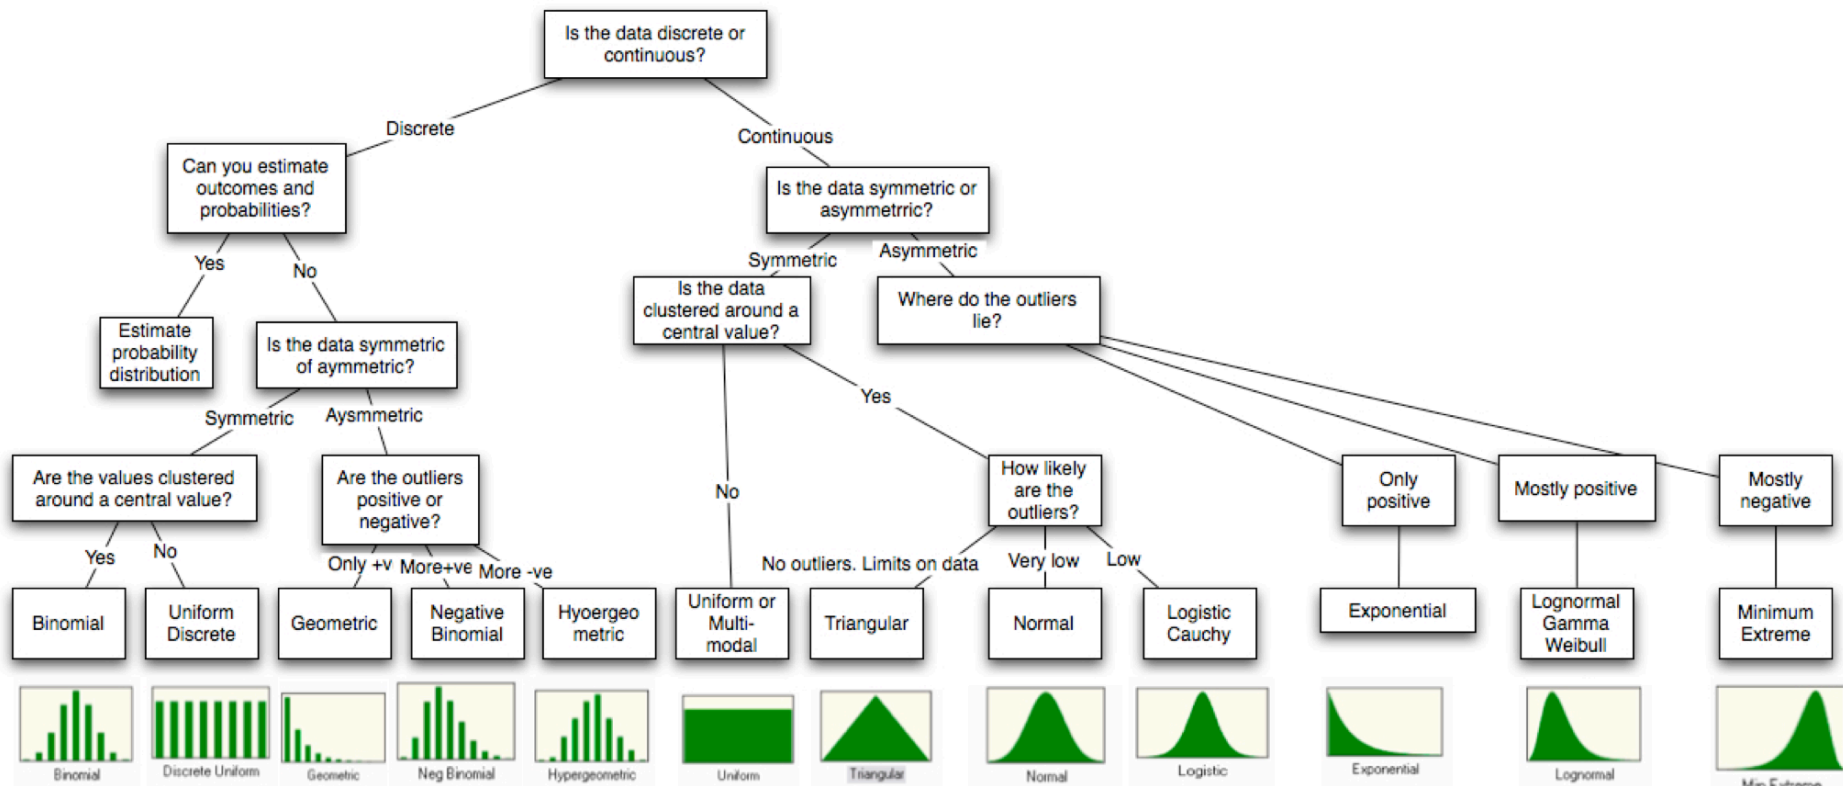 Is the data discrete or
continuous?
Discrete
Continuous
Can you estimate
outcomes and
probabilities?
Is the data symmetric or
asymmetrric?
Yes
No
Symmetric
Asymmetric
Estimate
probability
distribution
Is the data symmetric
of aymmetric?
Is the data
clustered around a
central value?
Where do the outliers
lie?
Symmetric
Aysmmetric
Yes
No
Are the values clustered
around a central value?
Are the outliers
positive or
negative?
How likely
are the
outliers?
Only
positive
Mostly positive
Mostly
negative
Yes
No
Only +v
More+ve
More -ve
No outliers. Limits on data
Very low
Low
Binomial
Uniform
Discrete
Geometric
Negative
Binomial
Hyoergeo
metric
Uniform or
Multi-
modal
Triangular
Normal
Logistic
Cauchy
Exponential
Lognormal
Gamma
Weibull
Minimum
Extreme
Binomial
Discrete Uniform
Geometric
Neg Binomial
Hypergeometric
Uniform
Triangular
Normal
Logistic
Exponential
Lognormal
Min Extreme